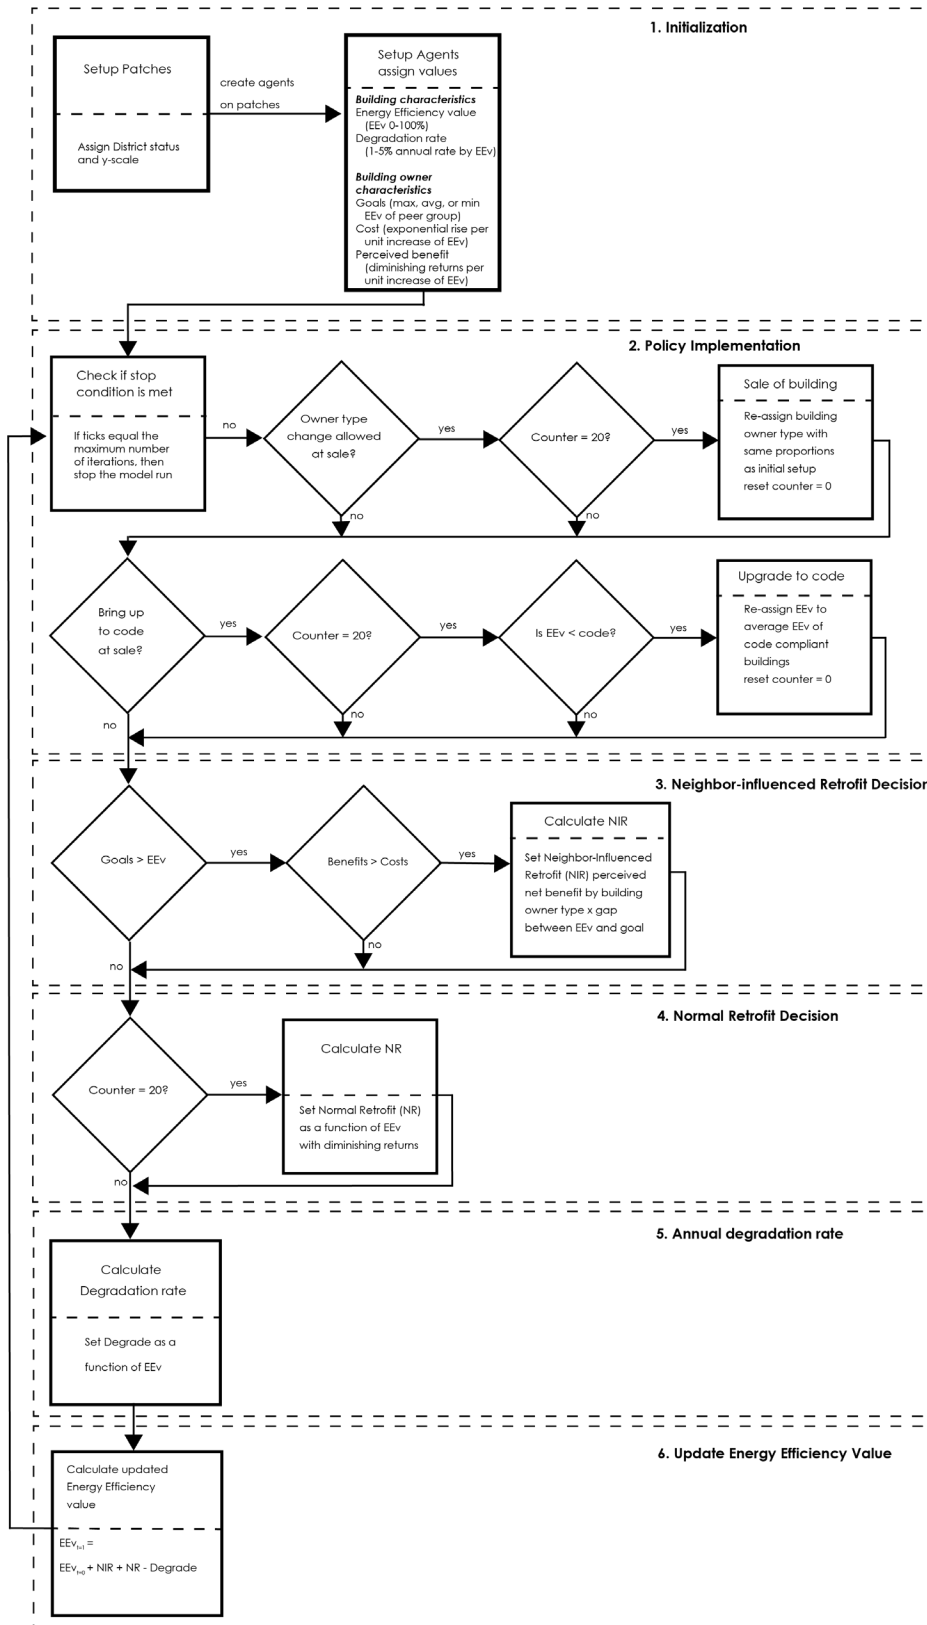 1. Initialization
Setup Patches
Assign District status
and y-scale
create agents
on patches
Setup Agents
assign values
Building characteristics
Energy Efficiency value
(EEv 0-100%)
Degradation rate
(1-5% annual rate by EEv)
Building owner
characteristics
Goals (max, avg, or min
EEv of peer group)
Cost (exponential rise per
unit increase of EEv)
Perceived benefit
(diminishing returns per
unit increase of EEv)
2. Policy Implementation
Check if stop
condition is met
If ticks equal the
maximum number
of iterations, then
stop the model run
no
Owner type
change allowed
at sale?
yes
no
Counter = 20?
yes
no
Sale of building
Re-assign building
owner type with
same proportions
as initial setup
reset counter = 0
Bring up
to code
at sale?
yes
no
Counter = 20?
yes
no
Is EEv < code?
yes
no
Upgrade to code
Re-assign EEv to
average EEv of
code compliant
buildings
reset counter = 0
3. Neighbor-influenced Retrofit Decision
Goals > EEv
yes
no
Benefits > Costs
yes
no
Calculate NIR
Set Neighbor-Influenced
Retrofit (NIR) perceived
net benefit by building
owner type x gap
between EEv and goal
4. Normal Retrofit Decision
Counter = 20?
yes
no
Calculate NR
Set Normal Retrofit (NR)
as a function of EEv
with diminishing returns
5. Annual degradation rate
Calculate
Degradation rate
Set Degrade as a
function of EEv
6. Update Energy Efficiency Value
Calculate updated
Energy Efficiency
value
EEv t=1 =
EEv t=0 + NIR + NR - Degrade